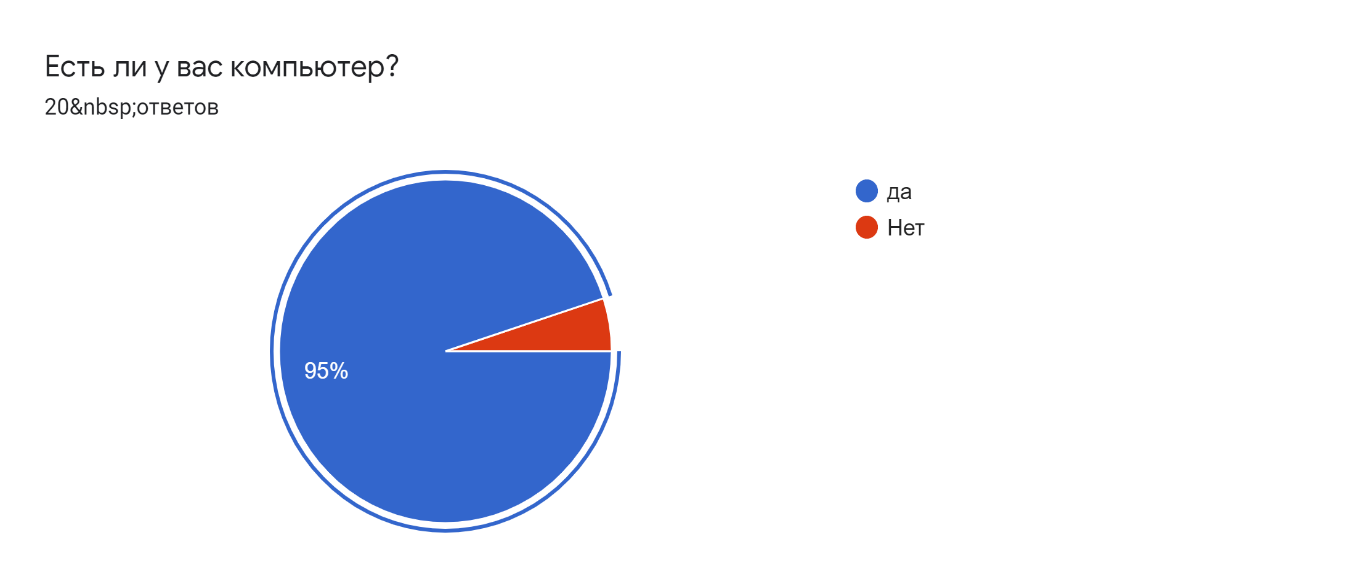 Есть ли у вас компьютер?
20&nbsp;ответов
да
Нет
95%